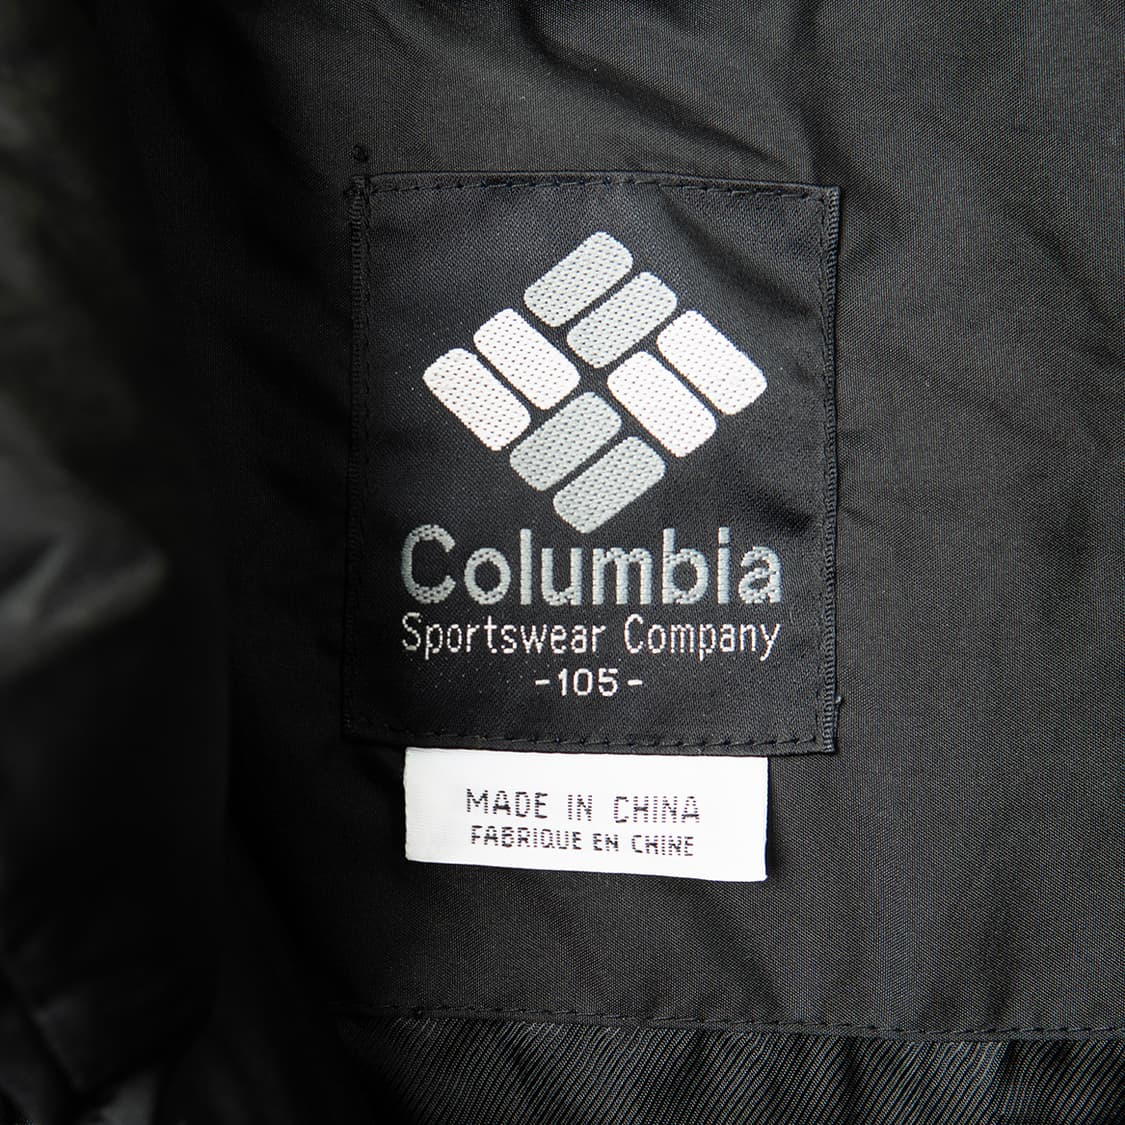 Columbia
Sportswear Company
-105-
MADE IN CHINA
FABRIQUE EN CHINE